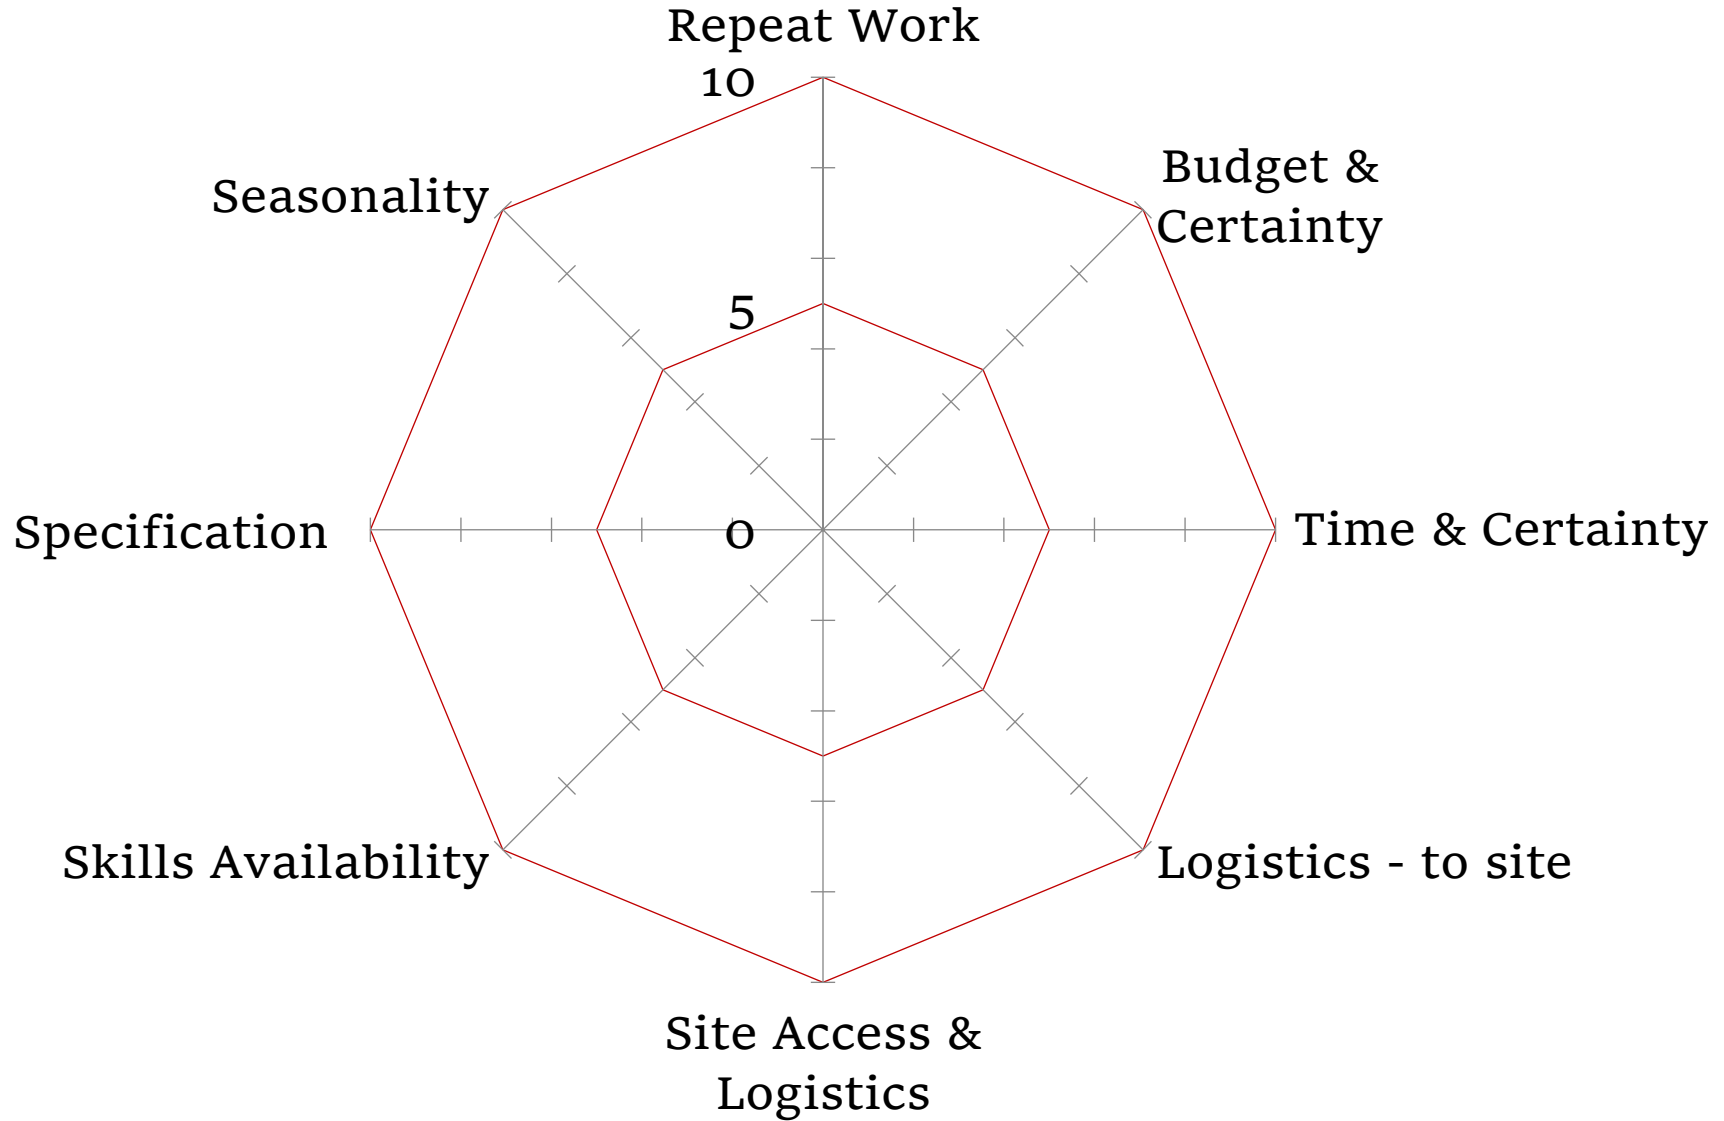 Repeat Work
10
Budget &
Certainty
Seasonality
5
Specification
0
Time & Certainty
Skills Availability
Logistics - to site
Site Access &
Logistics